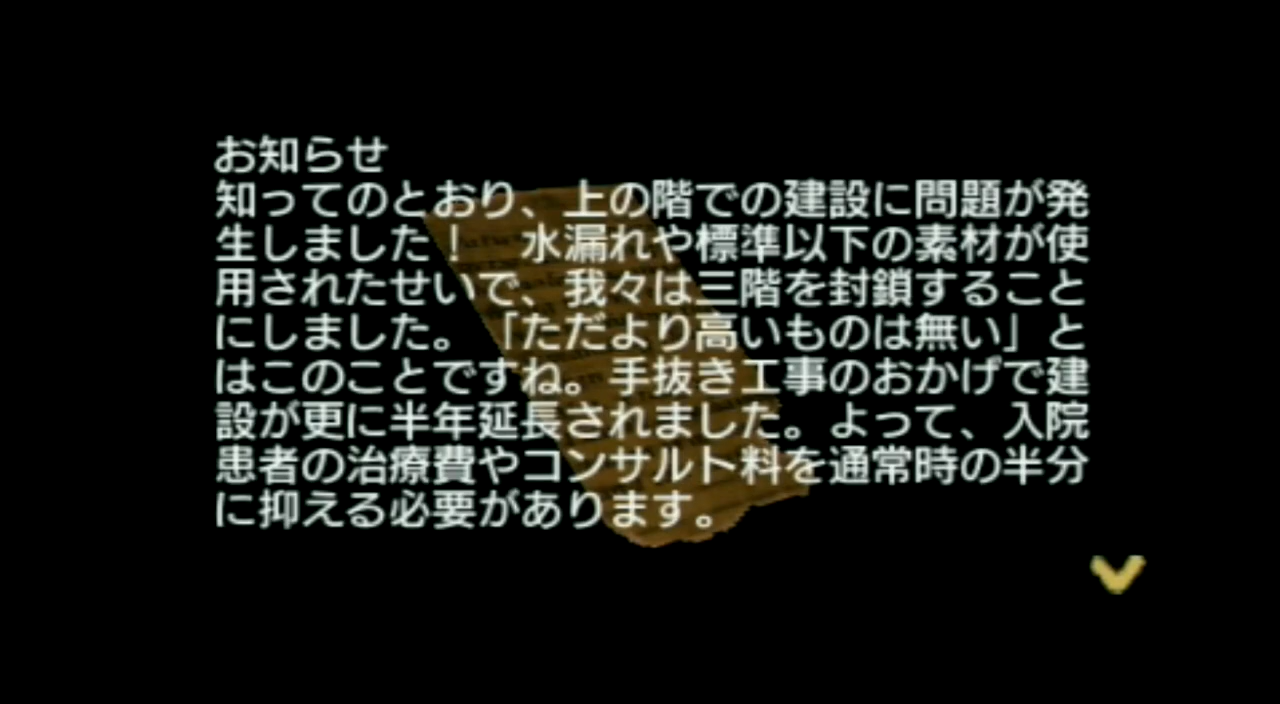 お知らせ
知ってのとおり、上の階での建設に問題が発
生しました！　水漏れや標準以下の素材が使
用されたせいで、我々は三階を封鎖すること
にしました。「ただより高いものは無い」と
はこのことですね。手抜き工事のおかげで建
設が更に半年延長されました。よって、入院
患者の治療費やコンサルト料を通常時の半分
に抑える必要があります。